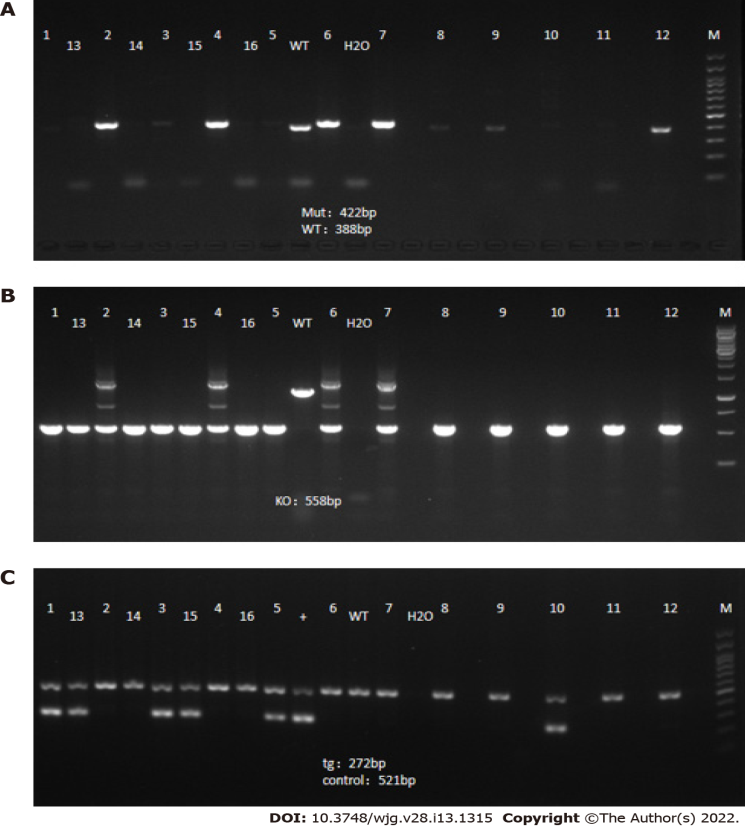 A
1 13 2 14 3 15 4 16 5 WT 6 H2O 7 8 9 10 11 12 M
Mut: 422bp
WT: 388bp
B
1 13 2 14 3 15 4 16 5 WT 6 H2O 7 8 9 10 11 12 M
KO: 558bp
C
1 13 2 14 3 15 4 16 5 + 6 WT 7 H2O 8 9 10 11 12 M
tg: 272bp
control: 521bp
DOI: 10.3748/wjg.v28.i13.1315 Copyright ©The Author(s) 2022.